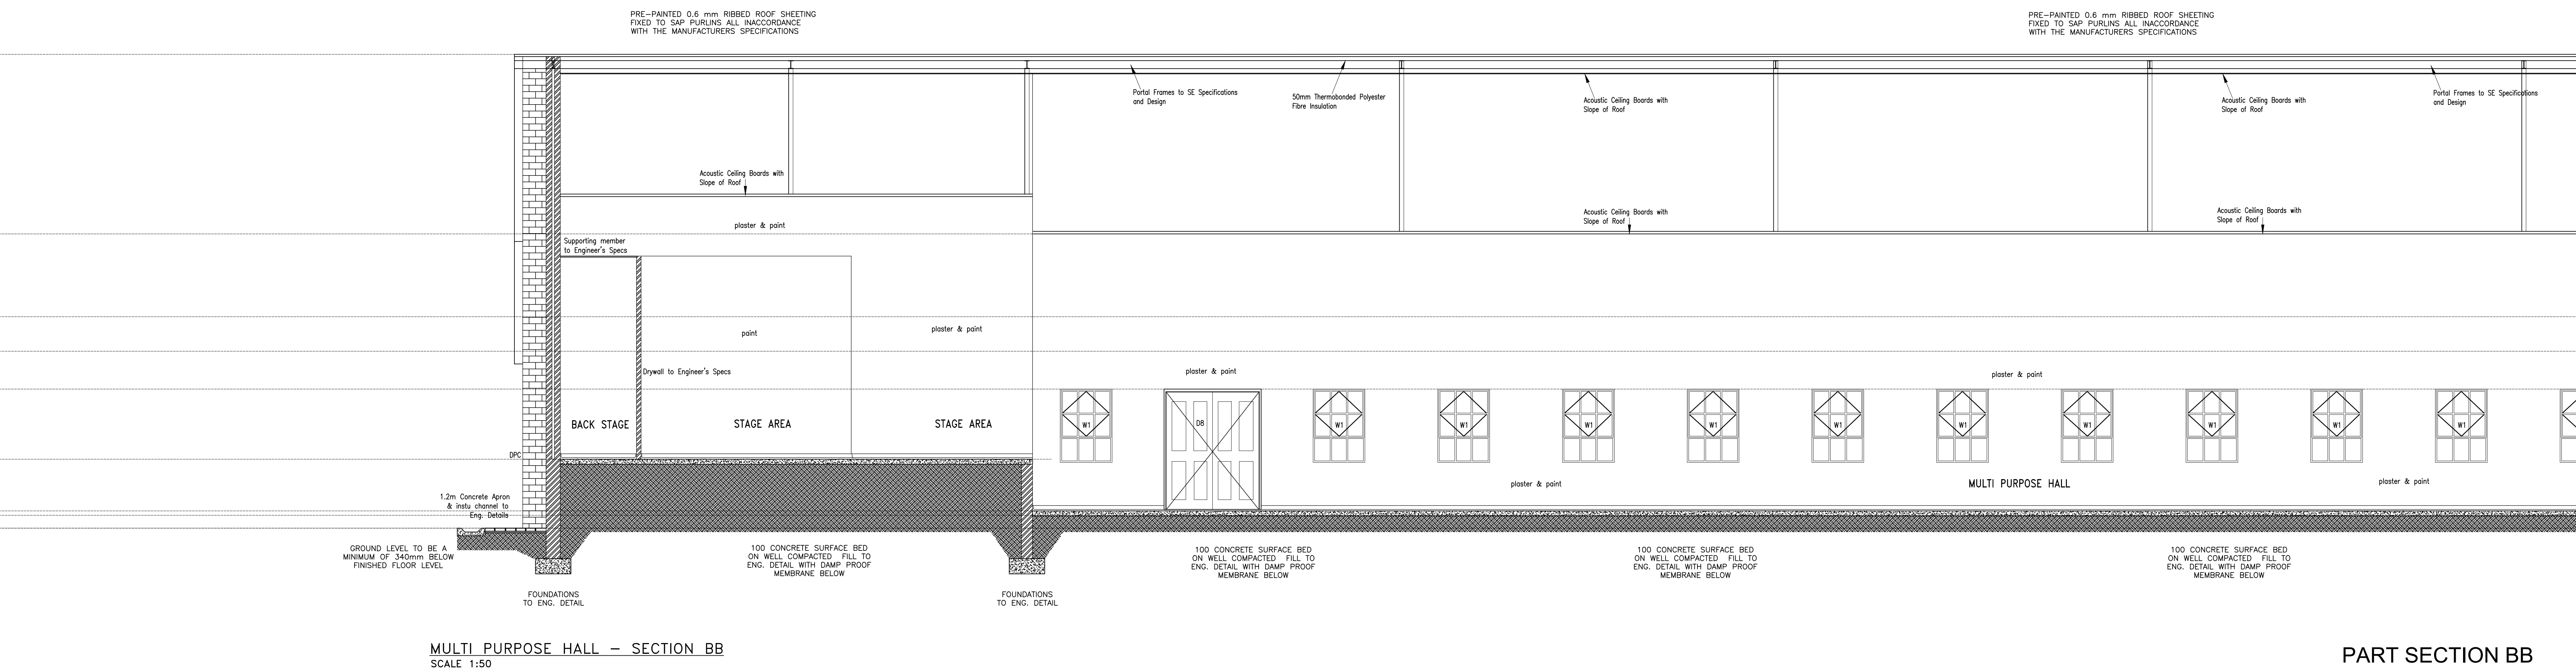 PRE-PAINTED 0.6 mm RIBBED ROOF SHEETING
FIXED TO SAP PURLINS ALL INACCORDANCE
WITH THE MANUFACTURERS SPECIFICATIONS
PRE-PAINTED 0.6 mm RIBBED ROOF SHEETING
FIXED TO SAP PURLINS ALL INACCORDANCE
WITH THE MANUFACTURERS SPECIFICATIONS
Portal Frames to SE Specifications
and Design
50mm Thermobonded Polyester
Fibre Insulation
Acoustic Ceiling Boards with
Slope of Roof
Acoustic Ceiling Boards with
Slope of Roof
Portal Frames to SE Specifications
and Design
Acoustic Ceiling Boards with
Slope of Roof
Acoustic Ceiling Boards with
Slope of Roof
Acoustic Ceiling Boards with
Slope of Roof
plaster & paint
Supporting member
to Engineer's Specs
paint
plaster & paint
Drywall to Engineer's Specs
plaster & paint
plaster & paint
BACK STAGE
STAGE AREA
STAGE AREA
W1
D8
W1
W1
W1
W1
W1
W1
W1
W1
W1
W1
DPC
plaster & paint
MULTI PURPOSE HALL
plaster & paint
1.2m Concrete Apron
& instu channel to
Eng. Details
GROUND LEVEL TO BE A
MINIMUM OF 340mm BELOW
FINISHED FLOOR LEVEL
100 CONCRETE SURFACE BED
ON WELL COMPACTED FILL TO
ENG. DETAIL WITH DAMP PROOF
MEMBRANE BELOW
100 CONCRETE SURFACE BED
ON WELL COMPACTED FILL TO
ENG. DETAIL WITH DAMP PROOF
MEMBRANE BELOW
100 CONCRETE SURFACE BED
ON WELL COMPACTED FILL TO
ENG. DETAIL WITH DAMP PROOF
MEMBRANE BELOW
100 CONCRETE SURFACE BED
ON WELL COMPACTED FILL TO
ENG. DETAIL WITH DAMP PROOF
MEMBRANE BELOW
FOUNDATIONS
TO ENG. DETAIL
FOUNDATIONS
TO ENG. DETAIL
MULTI PURPOSE HALL - SECTION BB
SCALE 1:50
PART SECTION BB